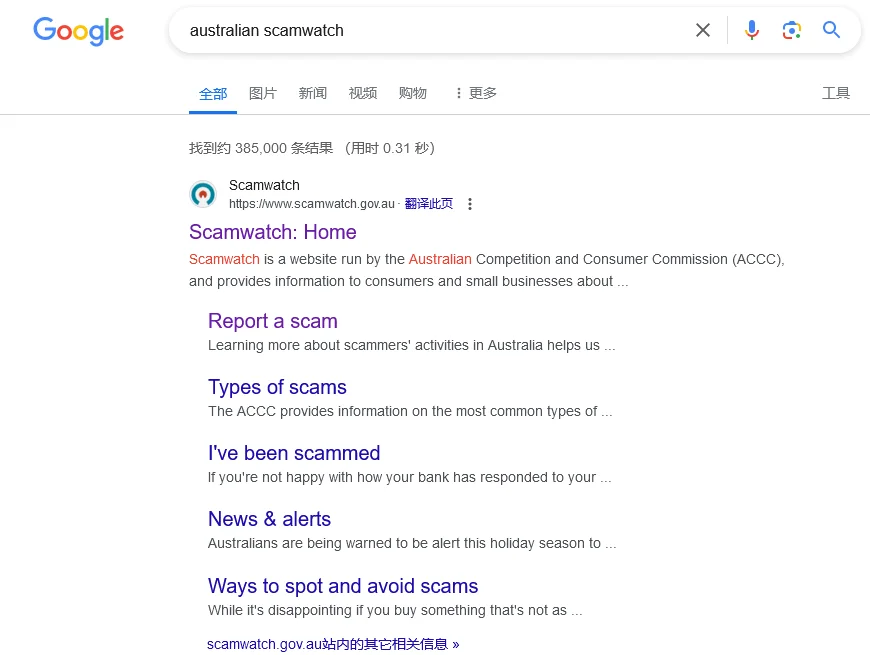 Google
australian scamwatch
全部 图片 新闻 视频 购物 更多 工具
找到约 385,000 条结果 （用时 0.31 秒）
Scamwatch
https://www.scamwatch.gov.au · 翻译此页
Scamwatch: Home
Scamwatch is a website run by the Australian Competition and Consumer Commission (ACCC),
and provides information to consumers and small businesses about ...
Report a scam
Learning more about scammers' activities in Australia helps us ...
Types of scams
The ACCC provides information on the most common types of ...
I've been scammed
If you're not happy with how your bank has responded to your ...
News & alerts
Australians are being warned to be alert this holiday season to ...
Ways to spot and avoid scams
While it's disappointing if you buy something that's not as ...
scamwatch.gov.au站内的其它相关信息 »